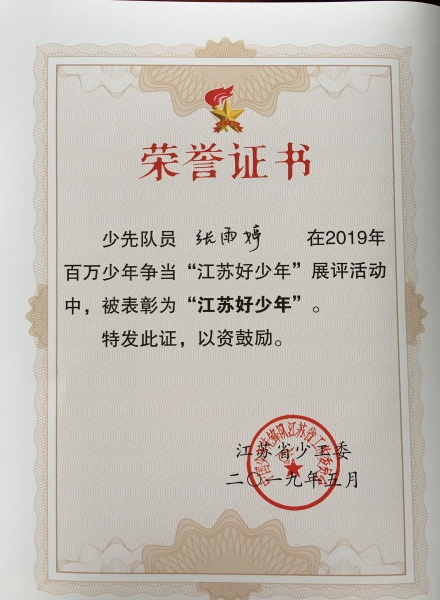 荣誉证书
少先队员 张雨婷 在2019年
百万少年争当“江苏好少年”展评活动
中，被表彰为“江苏好少年”。
特发此证，以资鼓励。
江苏省少工委
二〇一九年五月